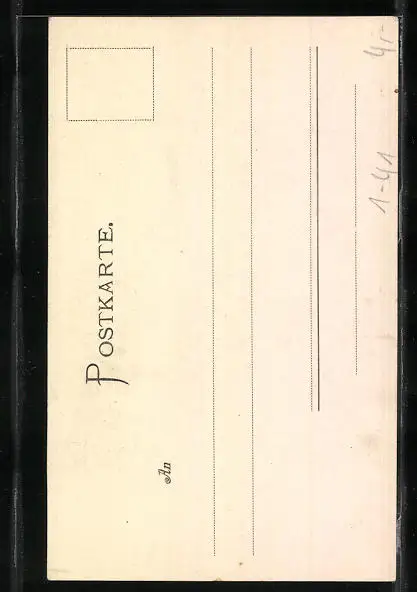 POSTKARTE.
An
1-41
4,-